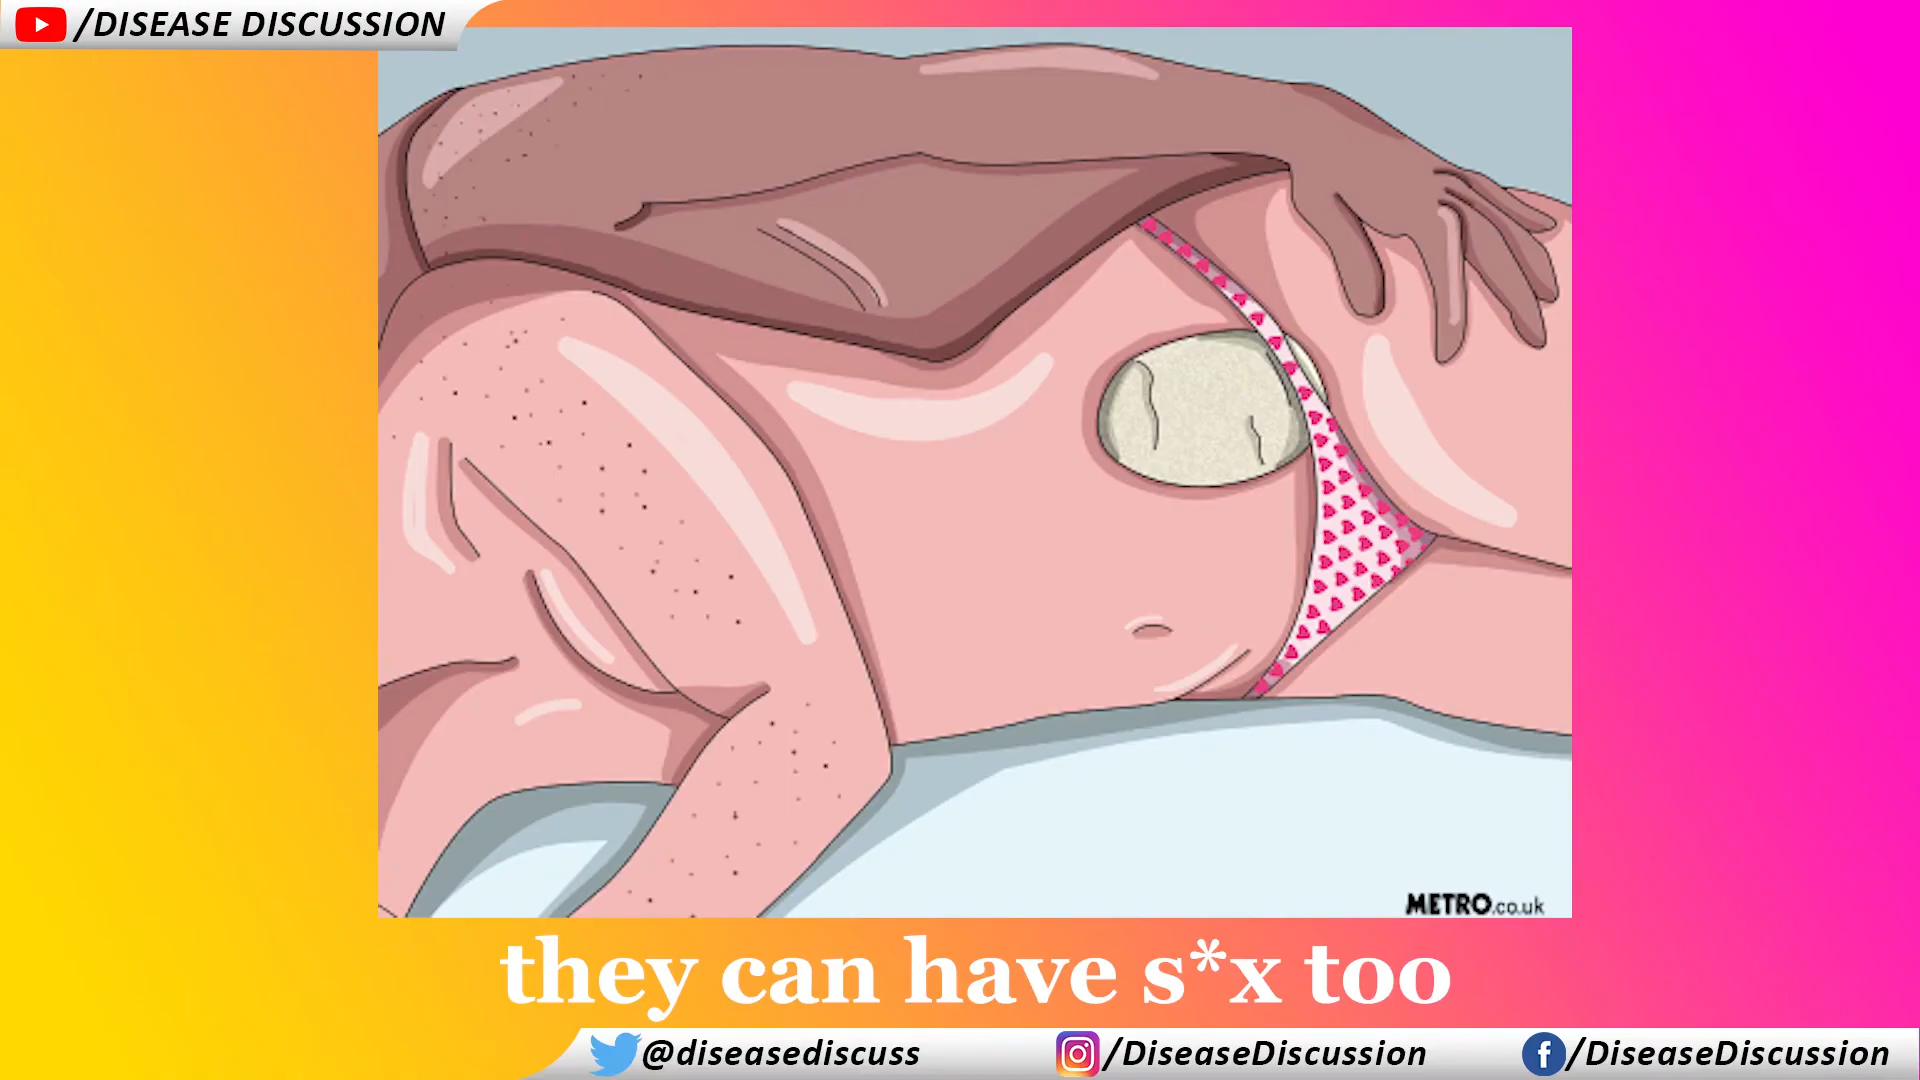 /DISEASE DISCUSSION
METRO.co.uk
they can have s*x too
@diseasediscuss
/DiseaseDiscussion
/DiseaseDiscussion